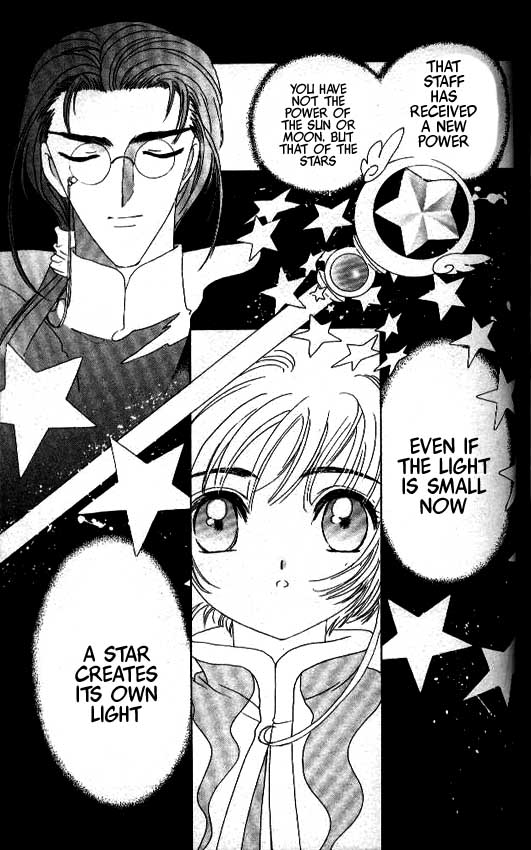 THAT
STAFF
HAS
RECEIVED
A NEW
POWER
YOU HAVE
NOT THE
POWER OF
THE SUN OR
MOON. BUT
THAT OF THE
STARS
EVEN IF
THE LIGHT
IS SMALL
NOW
A STAR
CREATES
ITS OWN
LIGHT